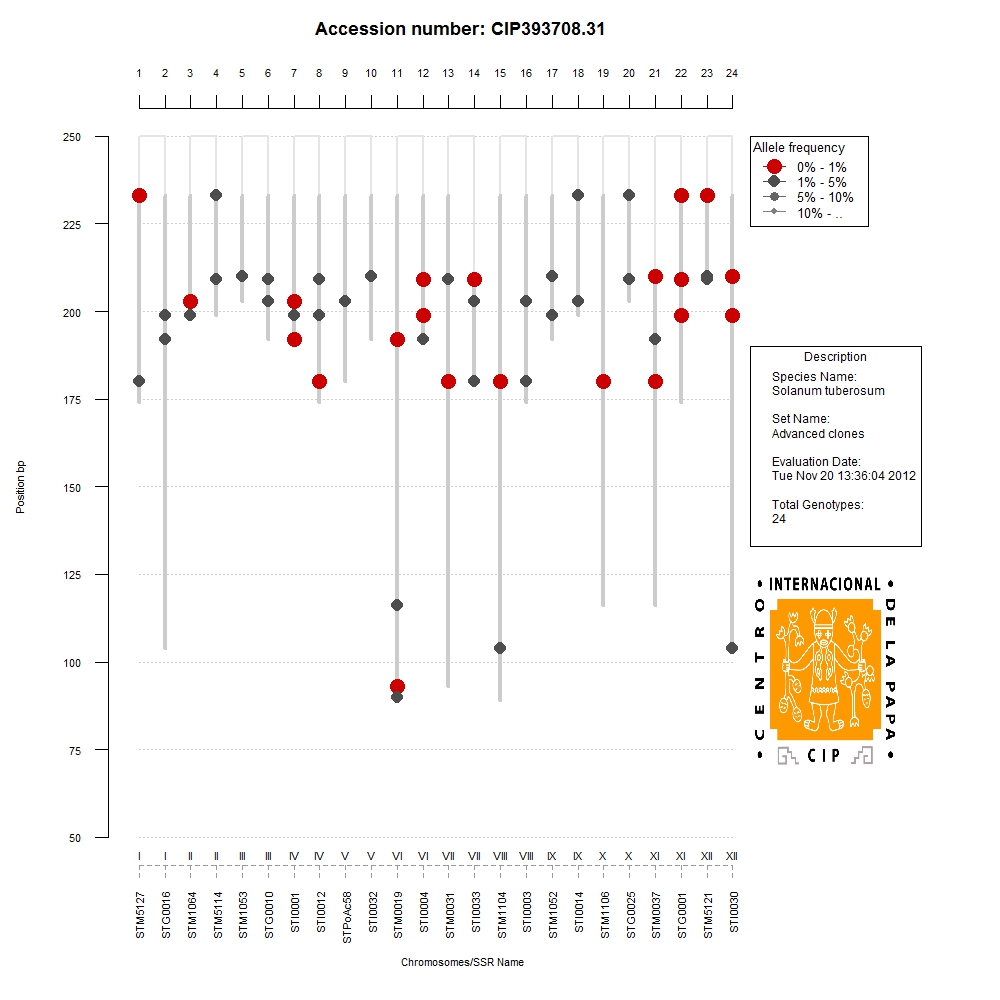 Accession number: CIP393708.31
1 2 3 4 5 6 7 8 9 10 11 12 13 14 15 16 17 18 19 20 21 22 23 24
250
225
200
175
150
125
100
75
50
Position bp
Allele frequency
0% - 1%
1% - 5%
5% - 10%
10% - ..
Description
Species Name:
Solanum tuberosum
Set Name:
Advanced clones
Evaluation Date:
Tue Nov 20 13:36:04 2012
Total Genotypes:
24
• INTERNACIONAL •
CENTRO
DE LA PAPA
• CIP •
I I II II III III IV IV V V VI VI VII VII VIII VIII IX IX X X XI XI XII XII
STM5127
STG0016
STM1064
STM5114
STM1053
STG0010
STI0001
STI0012
STPoAc58
STI0032
STM0019
STI0004
STM0031
STI0033
STM1104
STI0003
STM1052
STI0014
STM1106
STG0025
STM0037
STG0001
STM5121
STI0030
Chromosomes/SSR Name